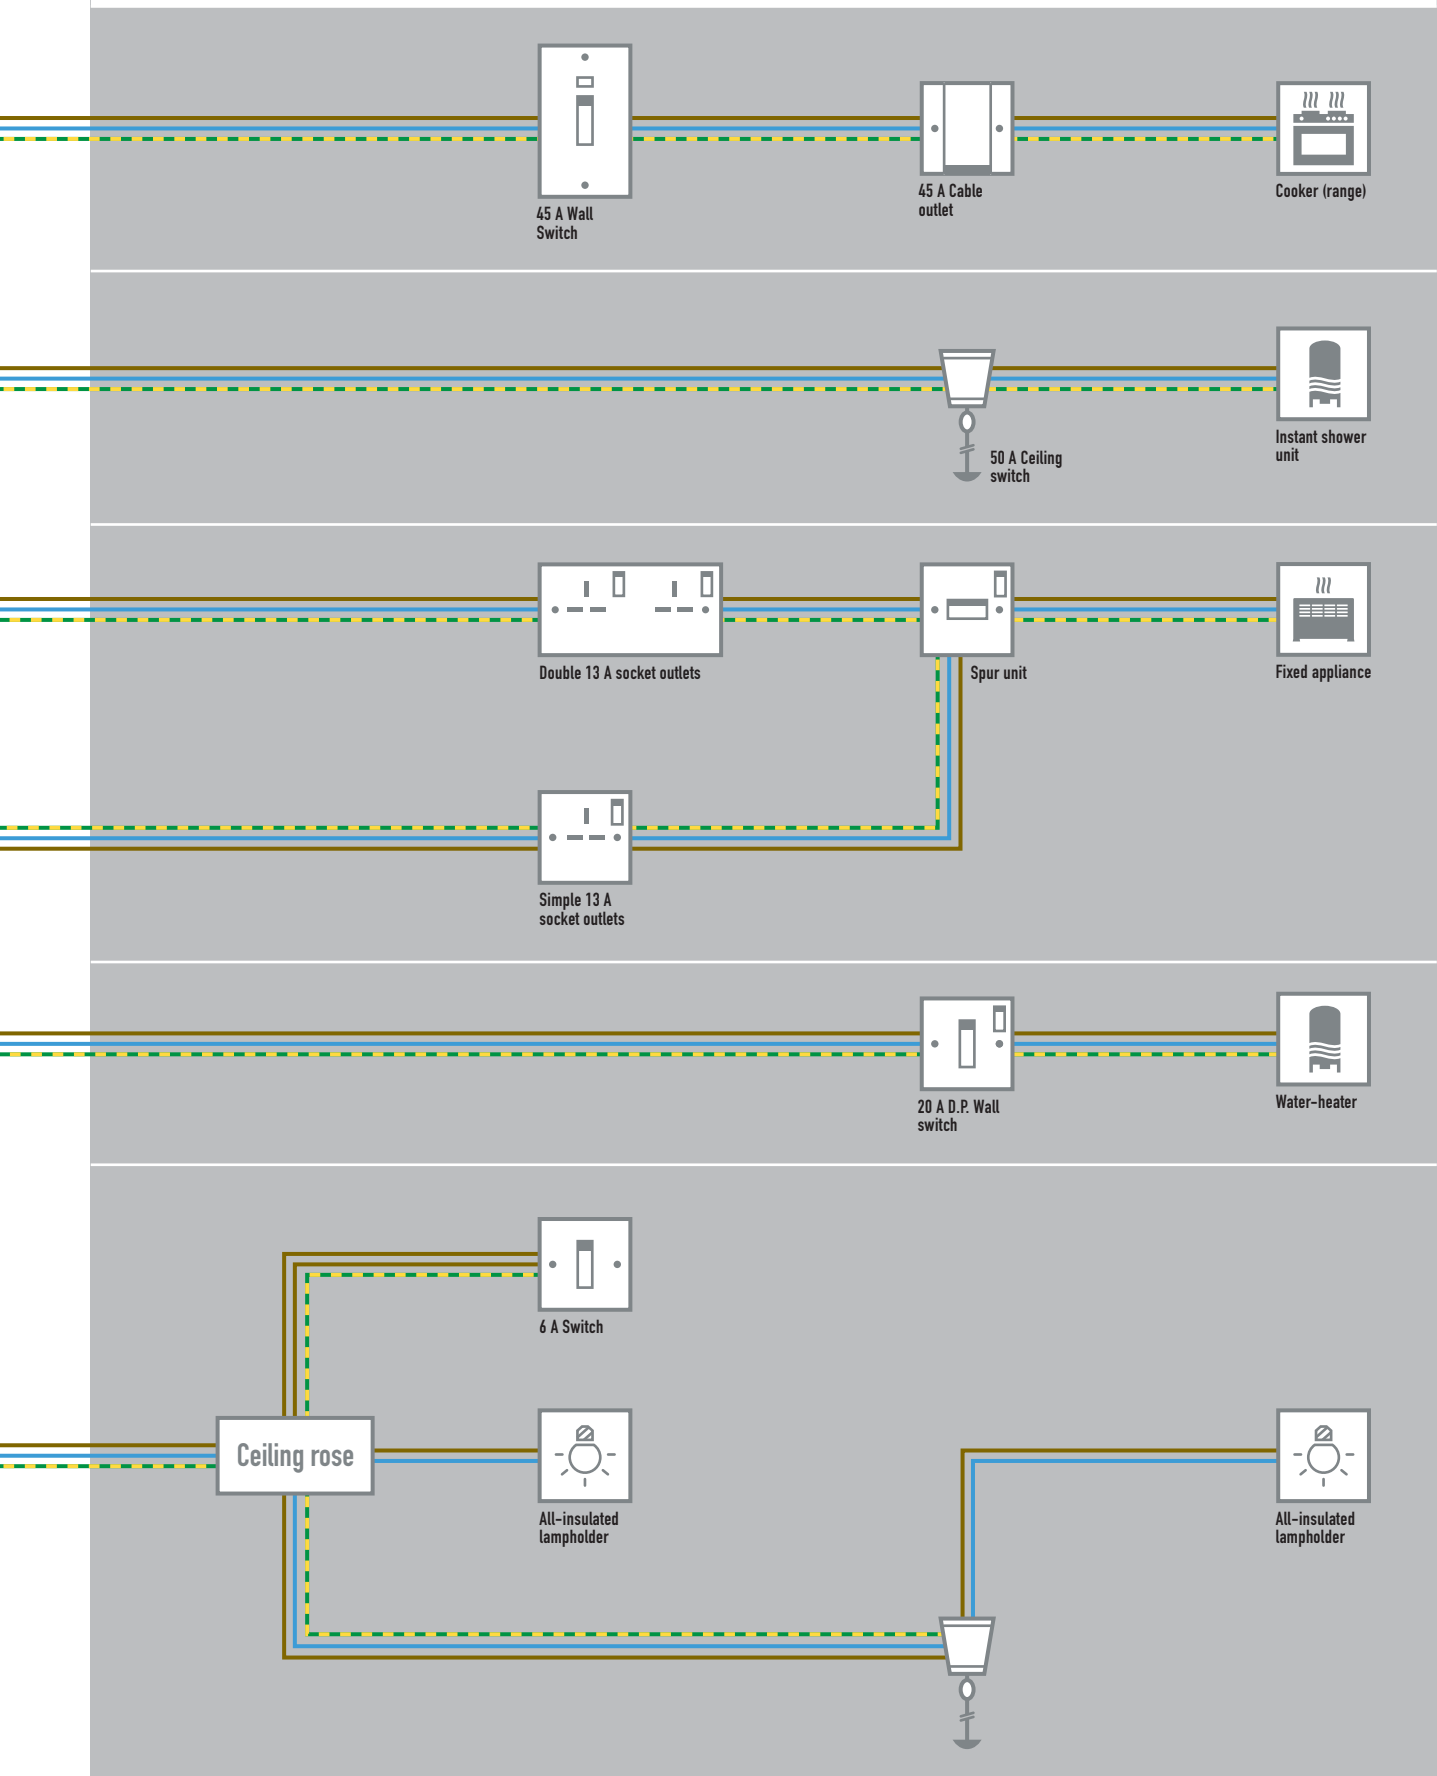 45 A Wall
Switch
45 A Cable
outlet
Cooker (range)
50 A Ceiling
switch
Instant shower
unit
Double 13 A socket outlets
Spur unit
Fixed appliance
Simple 13 A
socket outlets
20 A D.P. Wall
switch
Water-heater
6 A Switch
Ceiling rose
All-insulated
lampholder
All-insulated
lampholder